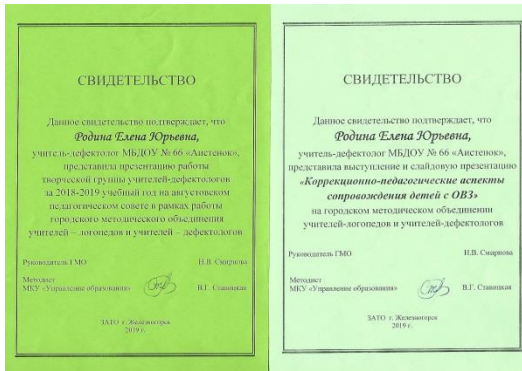 СВИДЕТЕЛЬСТВО
Данное свидетельство подтверждает, что
Родина Елена Юрьевна,
учитель-дефектолог МБДОУ № 66 «Аистенок»,
представила презентацию работы
творческой группы учителей-дефектологов
за 2018-2019 учебный год на августовском
педагогическом совете в рамках работы
городского методического объединения
учителей – логопедов и учителей – дефектологов
Руководитель ГМО Н.В. Смирнова
Методист
МКУ «Управление образования» В.Г. Ставицкая
ЗАТО г. Железногорск
2019 г.
СВИДЕТЕЛЬСТВО
Данное свидетельство подтверждает, что
Родина Елена Юрьевна,
учитель-дефектолог МБДОУ № 66 «Аистенок»,
представила выступление и слайдовую презентацию
«Коррекционно-педагогические аспекты
сопровождения детей с ОВЗ»
на городском методическом объединении
учителей-логопедов и учителей-дефектологов
Руководитель ГМО Н.В. Смирнова
Методист
МКУ «Управление образования» В.Г. Ставицкая
ЗАТО г. Железногорск
2019 г.